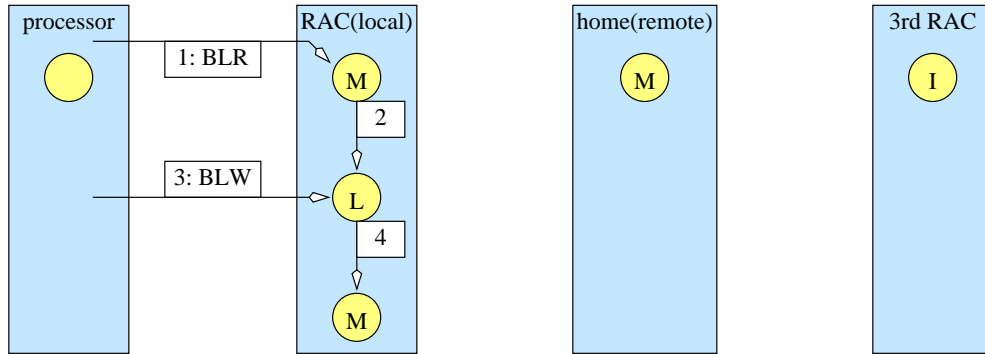 processor
RAC(local)
home(remote)
3rd RAC
1: BLR
M
M
I
2
3: BLW
L
4
M